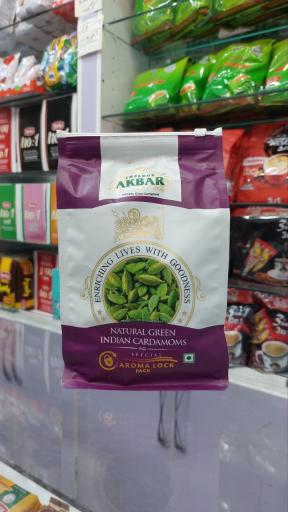 EMPEROR
AKBAR
ENRICHING LIVES WITH GOODNESS
NATURAL GREEN
INDIAN CARDAMOMS
SPECIAL
AROMA LOCK
PACK